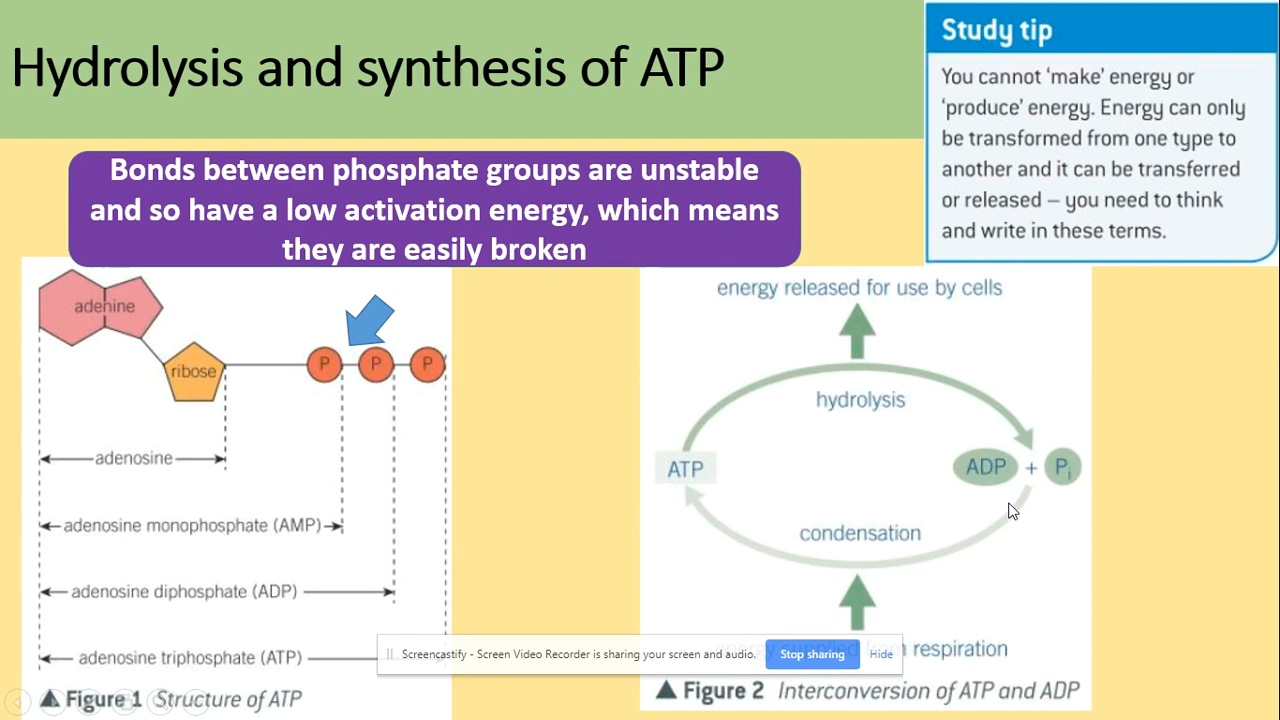 Hydrolysis and synthesis of ATP
Study tip
You cannot ‘make’ energy or
‘produce’ energy. Energy can only
be transformed from one type to
another and it can be transferred
or released – you need to think
and write in these terms.
Bonds between phosphate groups are unstable
and so have a low activation energy, which means
they are easily broken
adenine
ribose
P P P
adenosine
adenosine monophosphate (AMP)
adenosine diphosphate (ADP)
adenosine triphosphate (ATP)
▲ Figure 1 Structure of ATP
energy released for use by cells
hydrolysis
ATP
ADP + Pi
condensation
respiration
▲ Figure 2 Interconversion of ATP and ADP
Screencastify - Screen Video Recorder is sharing your screen and audio.
Stop sharing
Hide